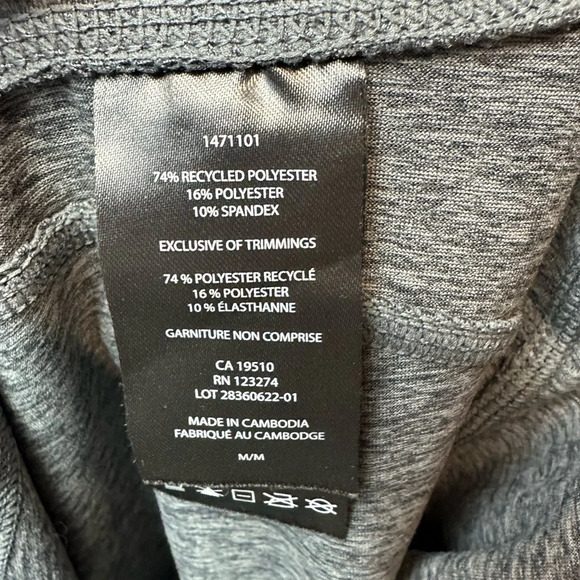 1471101
74% RECYCLED POLYESTER
16% POLYESTER
10% SPANDEX
EXCLUSIVE OF TRIMMINGS
74 % POLYESTER RECYCLÉ
16 % POLYESTER
10 % ÉLASTHANNE
GARNITURE NON COMPRISE
CA 19510
RN 123274
LOT 28360622-01
MADE IN CAMBODIA
FABRIQUÉ AU CAMBODGE
M/M